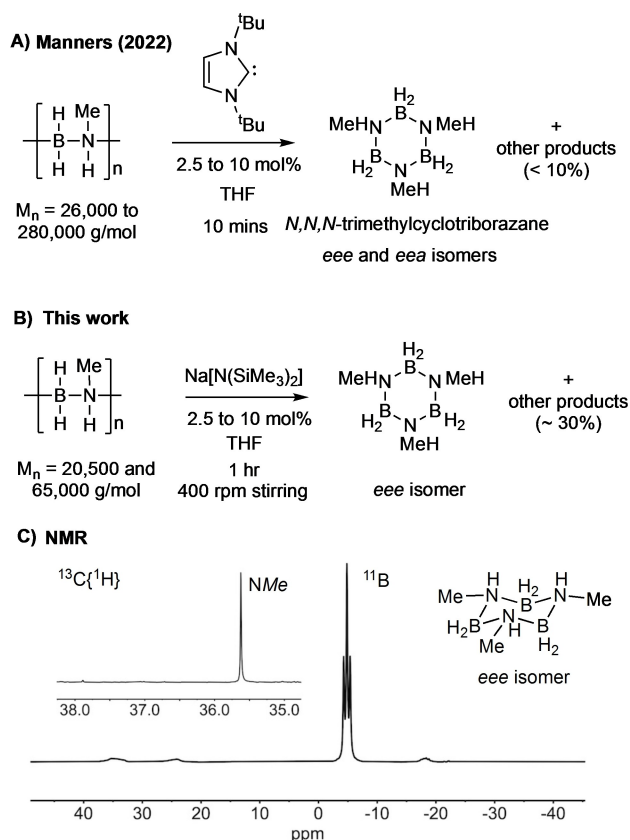 A) Manners (2022)
tBu
N
:
N
tBu
H Me
B N
H H
n
Mn = 26,000 to
280,000 g/mol
2.5 to 10 mol%
THF
10 mins
H2
B
MeHN NMeH
B B
H2 H2
N
MeH
N,N,N-trimethylcyclotriborazane
eee and eea isomers
+
other products
(< 10%)
B) This work
H Me
B N
H H
n
Mn = 20,500 and
65,000 g/mol
Na[N(SiMe3)2]
2.5 to 10 mol%
THF
1 hr
400 rpm stirring
H2
B
MeHN NMeH
H2B BH2
N
MeH
eee isomer
+
other products
(~ 30%)
C) NMR
13C{1H}
NMe
38.0 37.0 36.0 35.0
11B
H H
Me N H2 N Me
B
H2B N B
H
Me H2
eee isomer
40 30 20 10 0 -10 -20 -30 -40
ppm